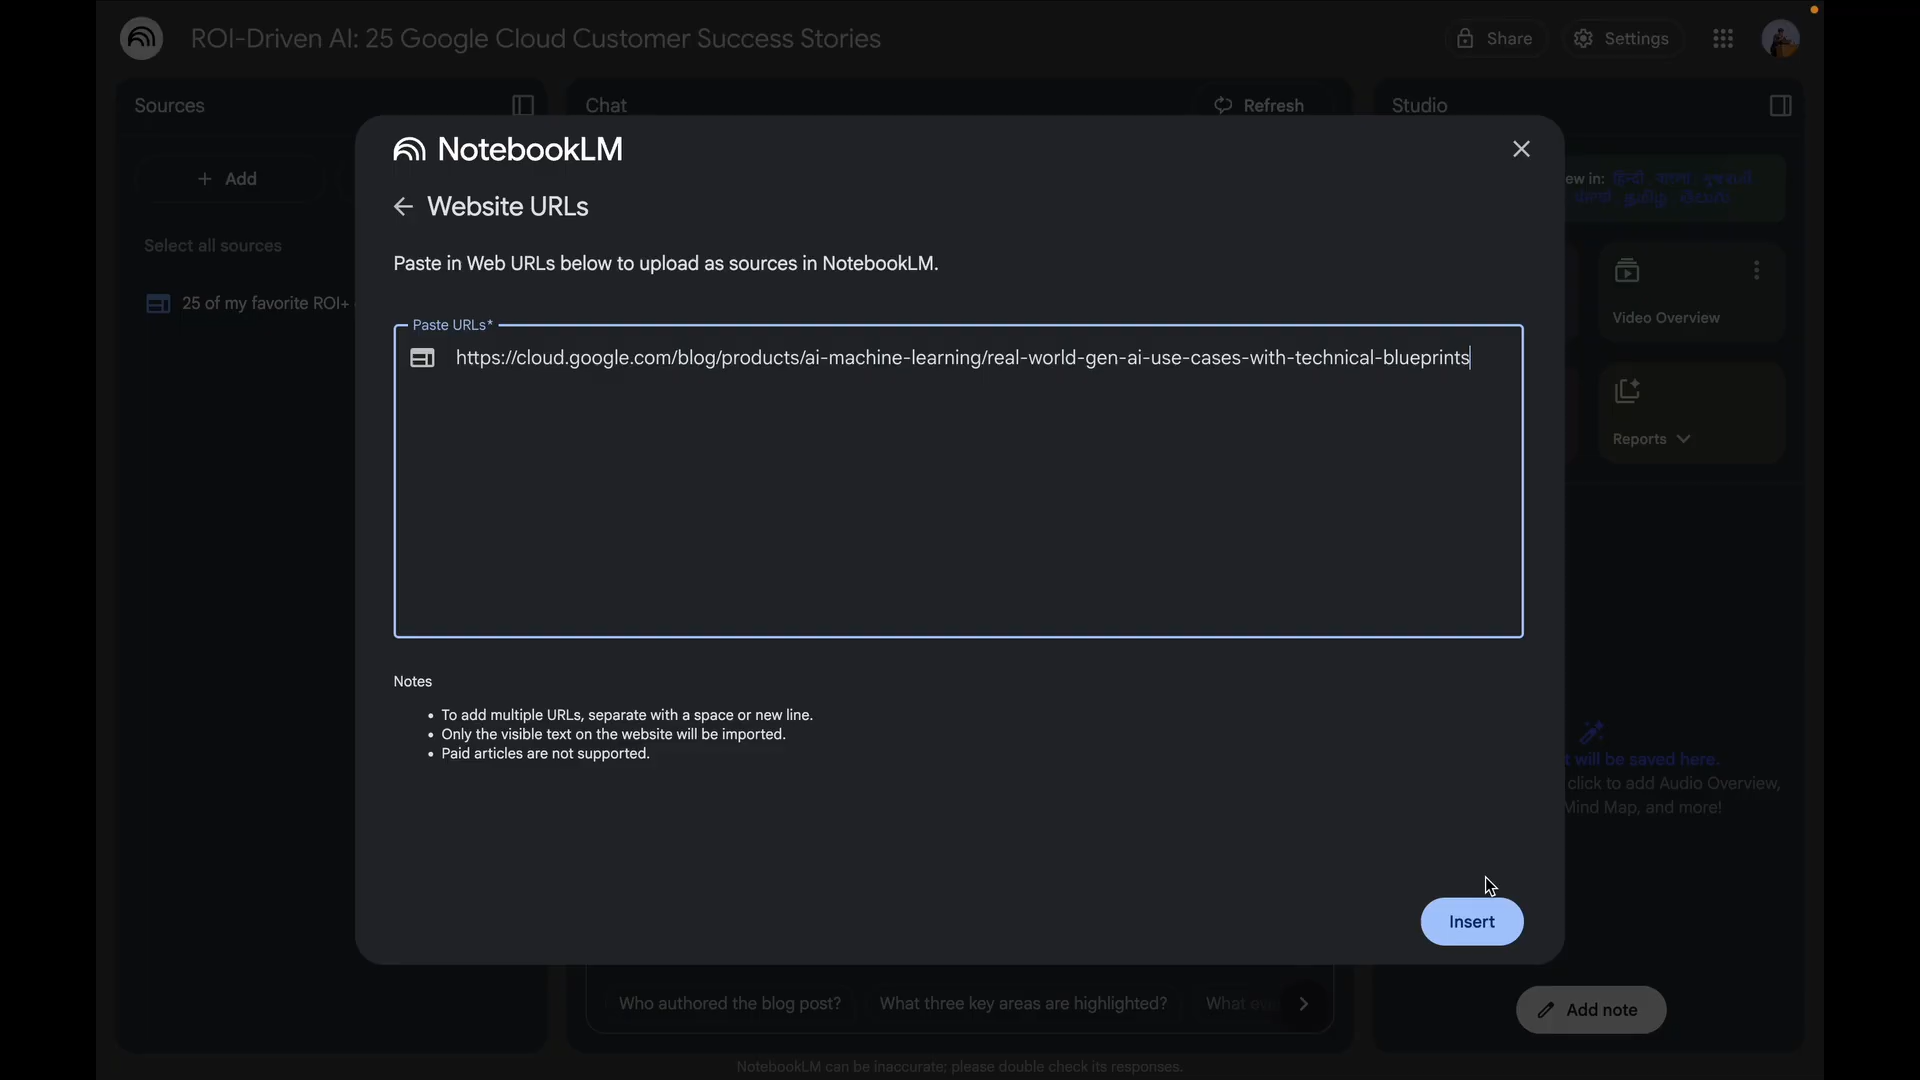 ROI-Driven AI: 25 Google Cloud Customer Success Stories
Share
Settings
Sources
Chat
Refresh
Studio
NotebookLM
Add
Website URLs
ew in: हिन्दी, বাংলা, ગુજરાતી
ਪੰਜਾਬੀ, தமிழ், తెలుగు
Select all sources
Paste in Web URLs below to upload as sources in NotebookLM.
25 of my favorite ROI+
Video Overview
Paste URLs*
https://cloud.google.com/blog/products/ai-machine-learning/real-world-gen-ai-use-cases-with-technical-blueprints
Reports
Notes
• To add multiple URLs, separate with a space or new line.
• Only the visible text on the website will be imported.
• Paid articles are not supported.
t will be saved here.
click to add Audio Overview,
Mind Map, and more!
Insert
Who authored the blog post?
What three key areas are highlighted?
What
Add note
NotebookLM can be inaccurate; please double check its responses.